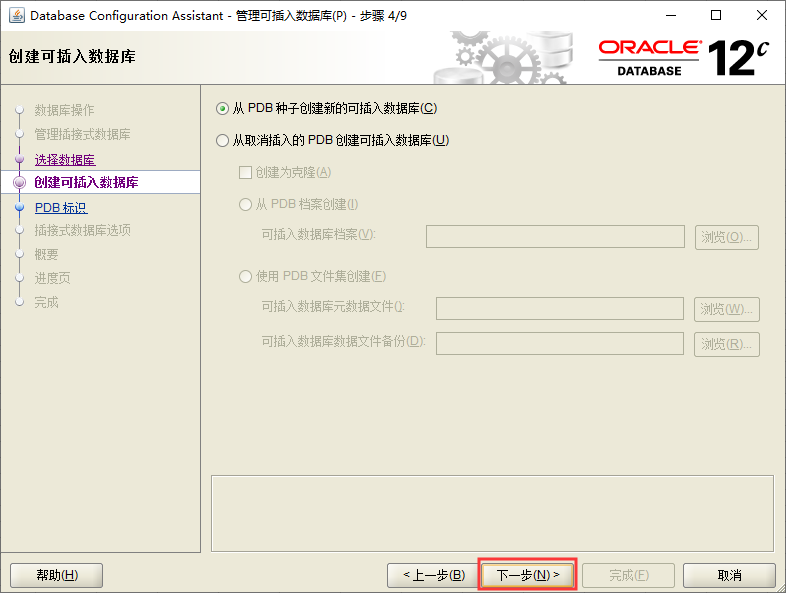 Database Configuration Assistant - 管理可插入数据库(P) - 步骤 4/9
创建可插入数据库
ORACLE®
DATABASE
12c
数据库操作
管理插接式数据库
选择数据库
创建可插入数据库
PDB 标识
插接式数据库选项
概要
进度页
完成
从 PDB 种子创建新的可插入数据库(C)
从取消插入的 PDB 创建可插入数据库(U)
创建为克隆(A)
从 PDB 档案创建(I)
可插入数据库档案(V):
浏览(O)...
使用 PDB 文件集创建(F)
可插入数据库元数据文件():
浏览(W)...
可插入数据库数据文件备份(D):
浏览(R)...
帮助(H)
< 上一步(B)
下一步(N) >
完成(F)
取消